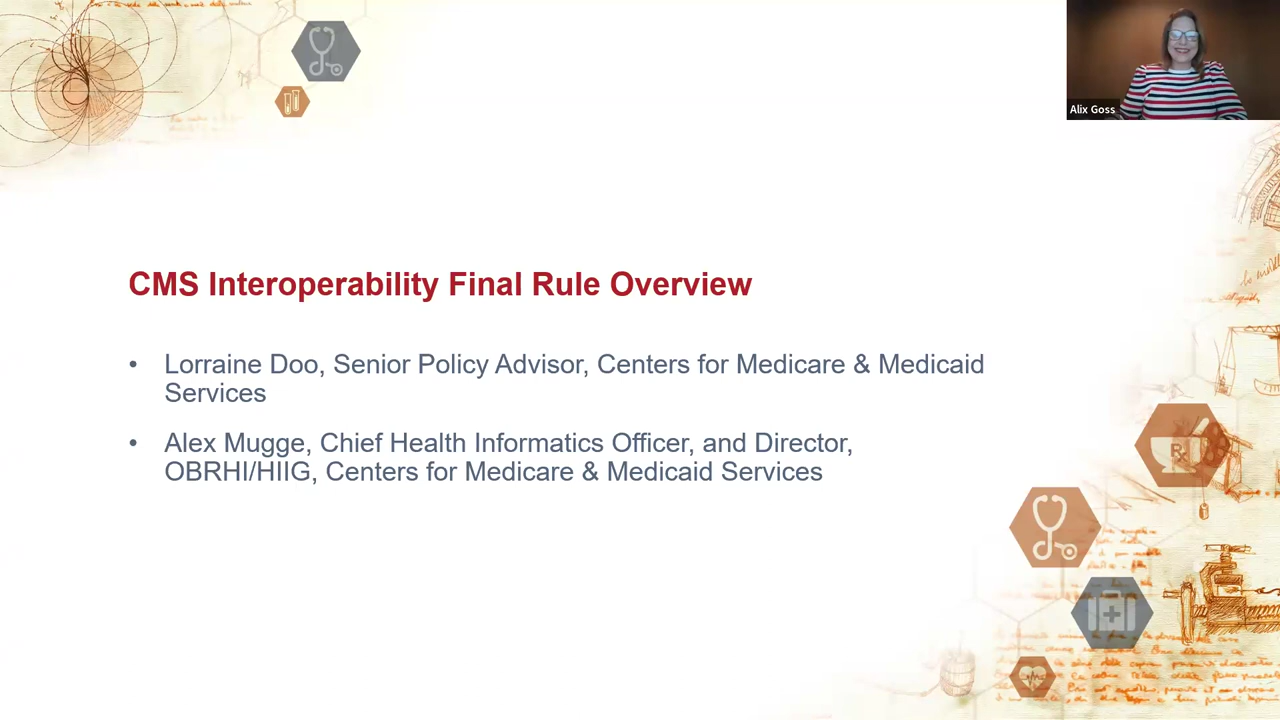 Alix Goss
CMS Interoperability Final Rule Overview
• Lorraine Doo, Senior Policy Advisor, Centers for Medicare & Medicaid
Services
• Alex Mugge, Chief Health Informatics Officer, and Director,
OBRHI/HIIG, Centers for Medicare & Medicaid Services